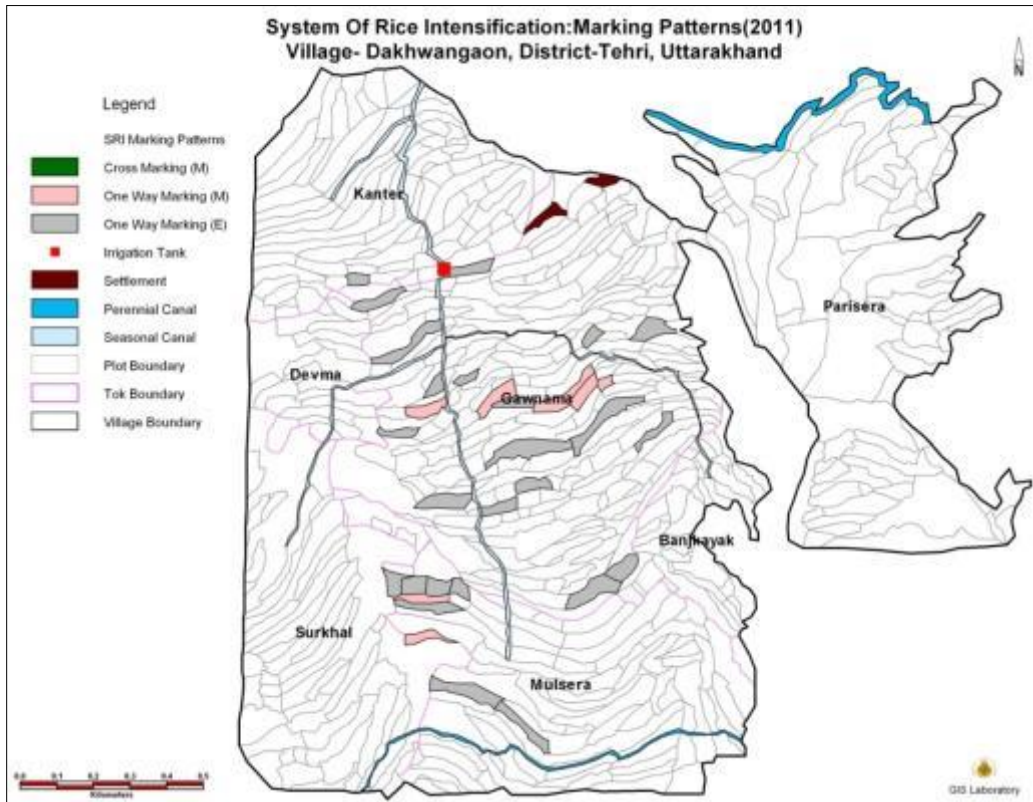 System Of Rice Intensification:Marking Patterns(2011)
Village- Dakhwangaon, District-Tehri, Uttarakhand
N
Legend
SRI Marking Patterns
Cross Marking (M)
One Way Marking (M)
One Way Marking (E)
Irrigation Tank
Settlement
Perennial Canal
Seasonal Canal
Plot Boundary
Tok Boundary
Village Boundary
Kanter
Parisera
Devma
Gawnama
Banjkayak
Surkhal
Mulsera
0.0 0.1 0.2 0.3 0.4 0.5
Kilometers
GIS Laboratory